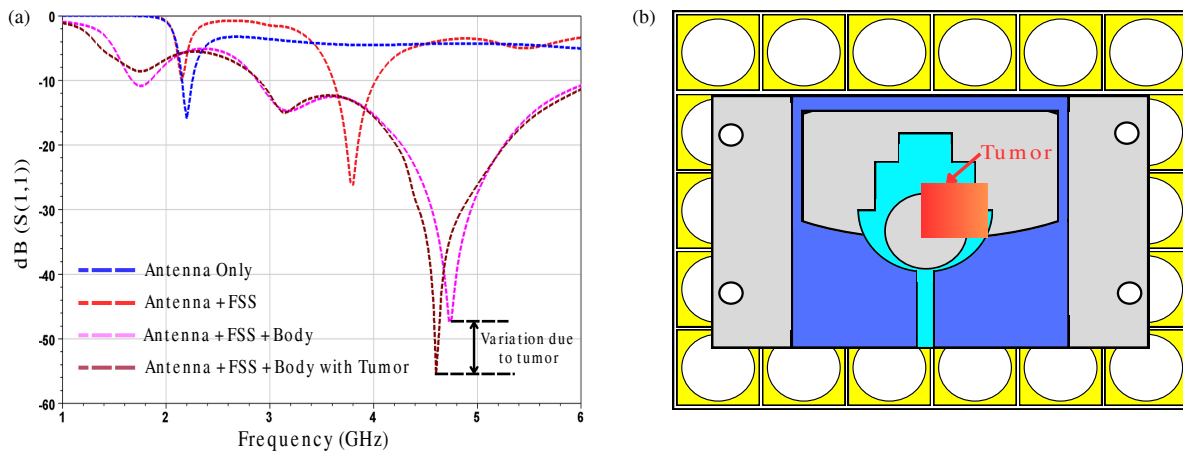 (a)
0
-10
-20
-30
-40
-50
-60
dB (S(1,1))
1
2
3
4
5
6
Frequency (GHz)
Antenna Only
Antenna +FSS
Antenna +FSS +Body
Antenna +FSS +Body with Tumor
Variation due
to tumor
(b)
Tumor